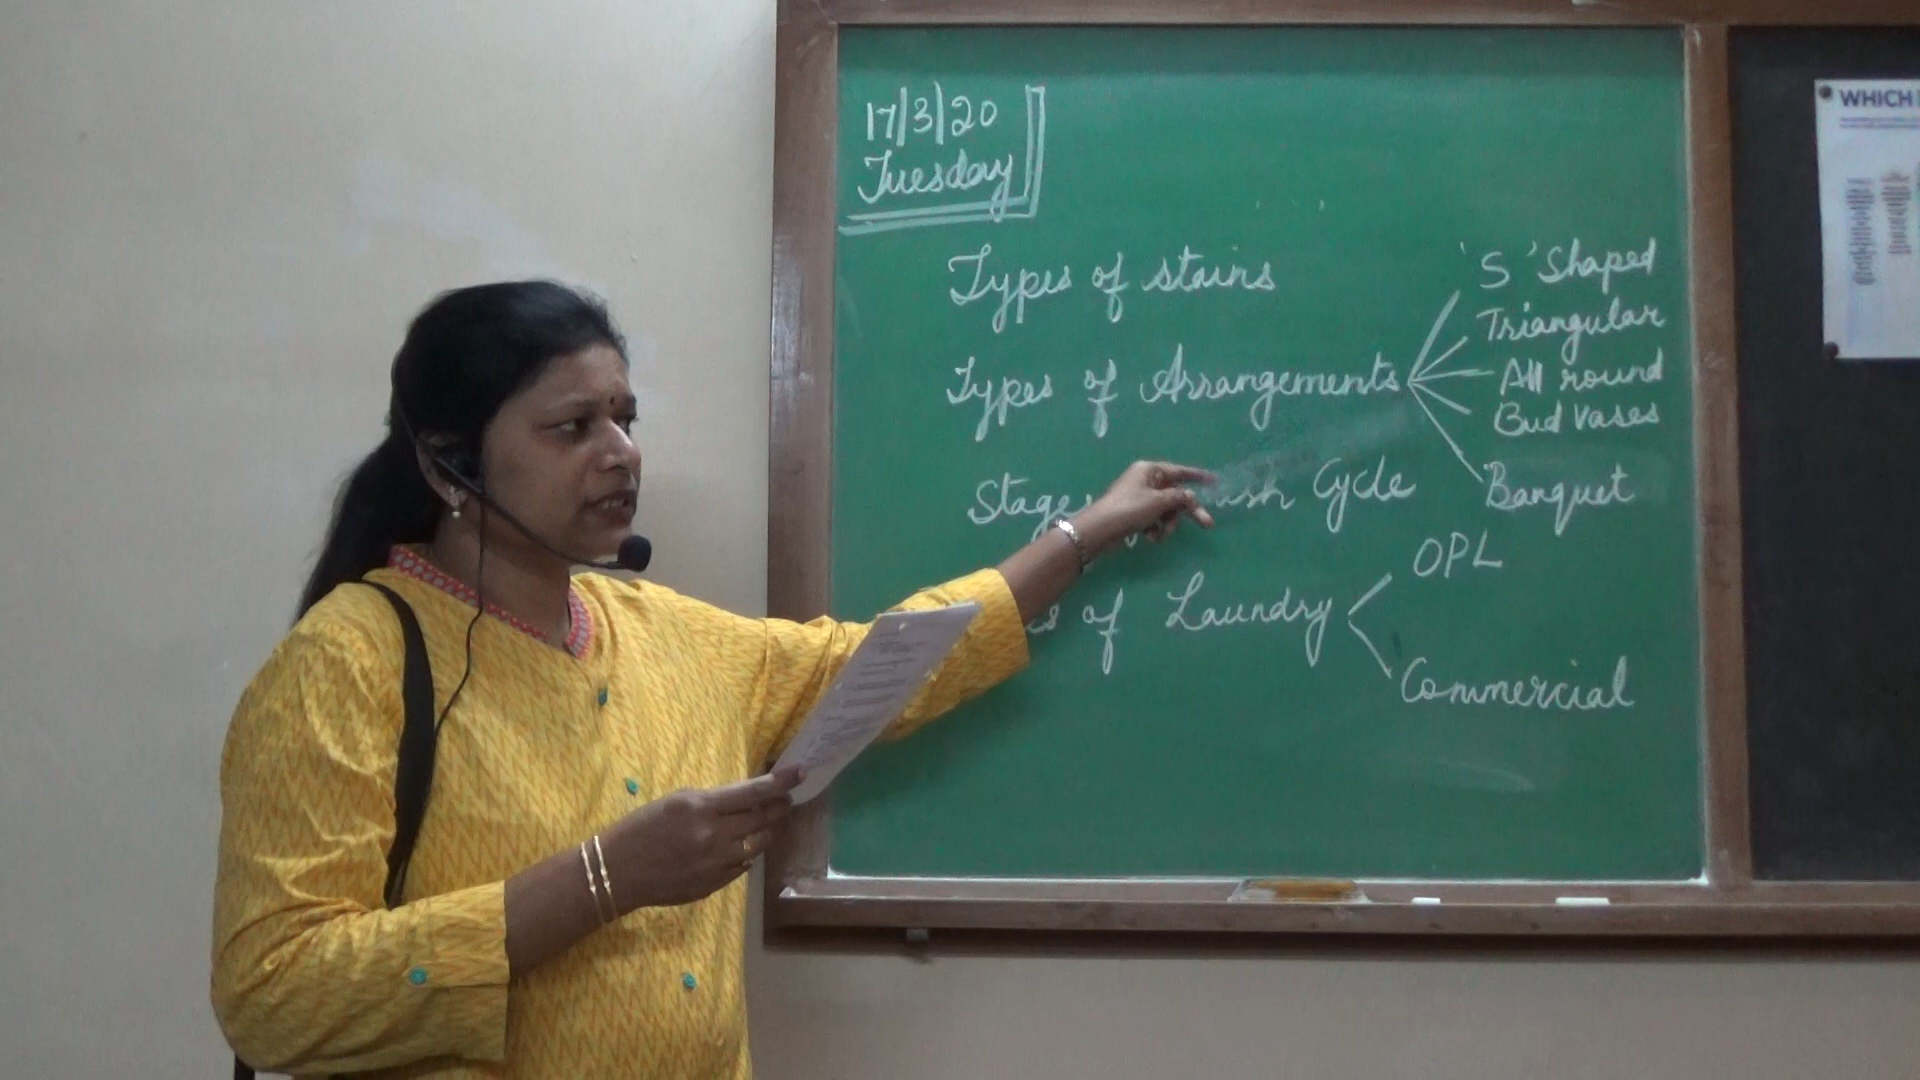 17/3/20
Tuesday
Types of stains
Types of Arrangements
'S' Shaped
Triangular
All round
Bud Vases
Banquet
Cycle
of Laundry
OPL
Commercial
WHICH